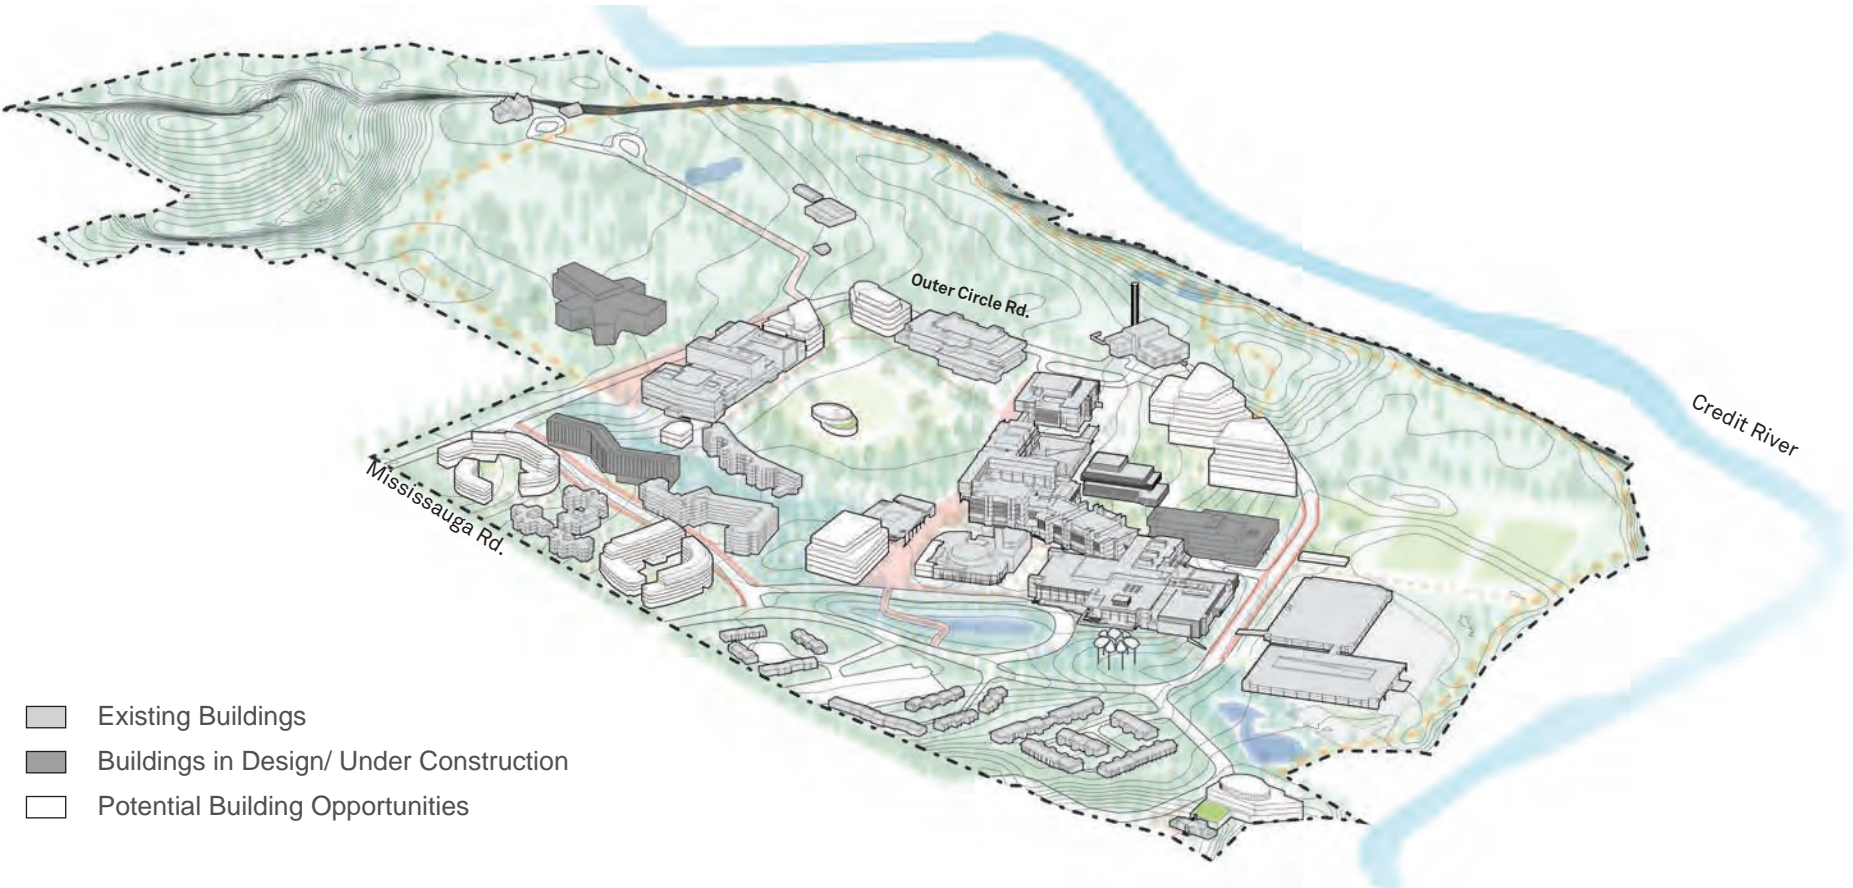 Outer Circle Rd.
Credit River
Mississauga Rd.
Existing Buildings
Buildings in Design/ Under Construction
Potential Building Opportunities